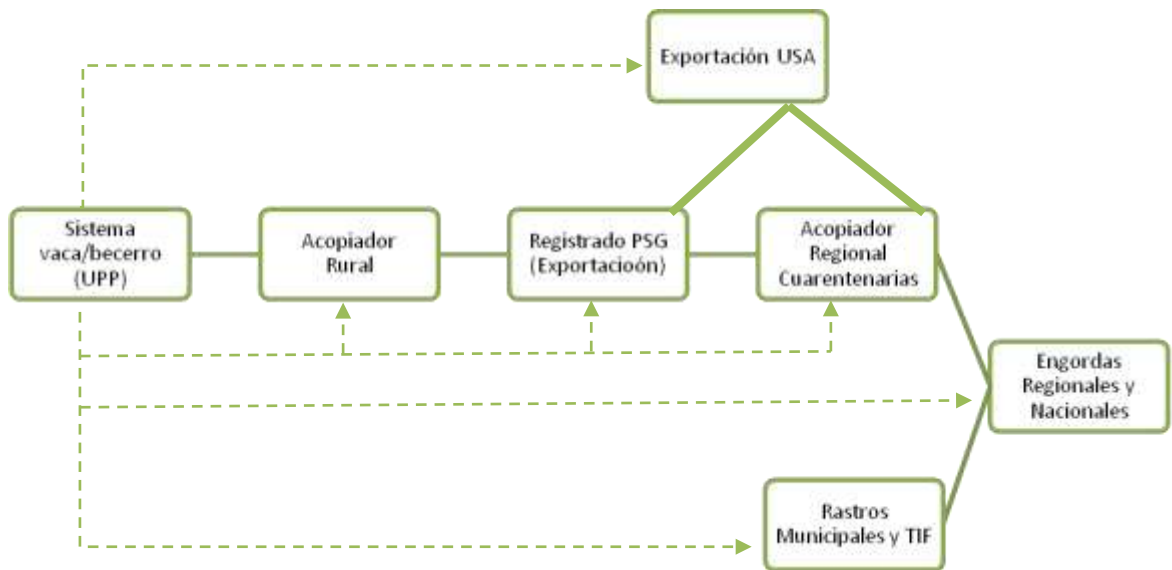 Exportación USA
Sistema
vaca/becerro
(UPP)
Acopiador
Rural
Registrado PSG
(Exportacioón)
Acopiador
Regional
Cuarentenarias
Engordas
Regionales y
Nacionales
Rastros
Municipales y TIF